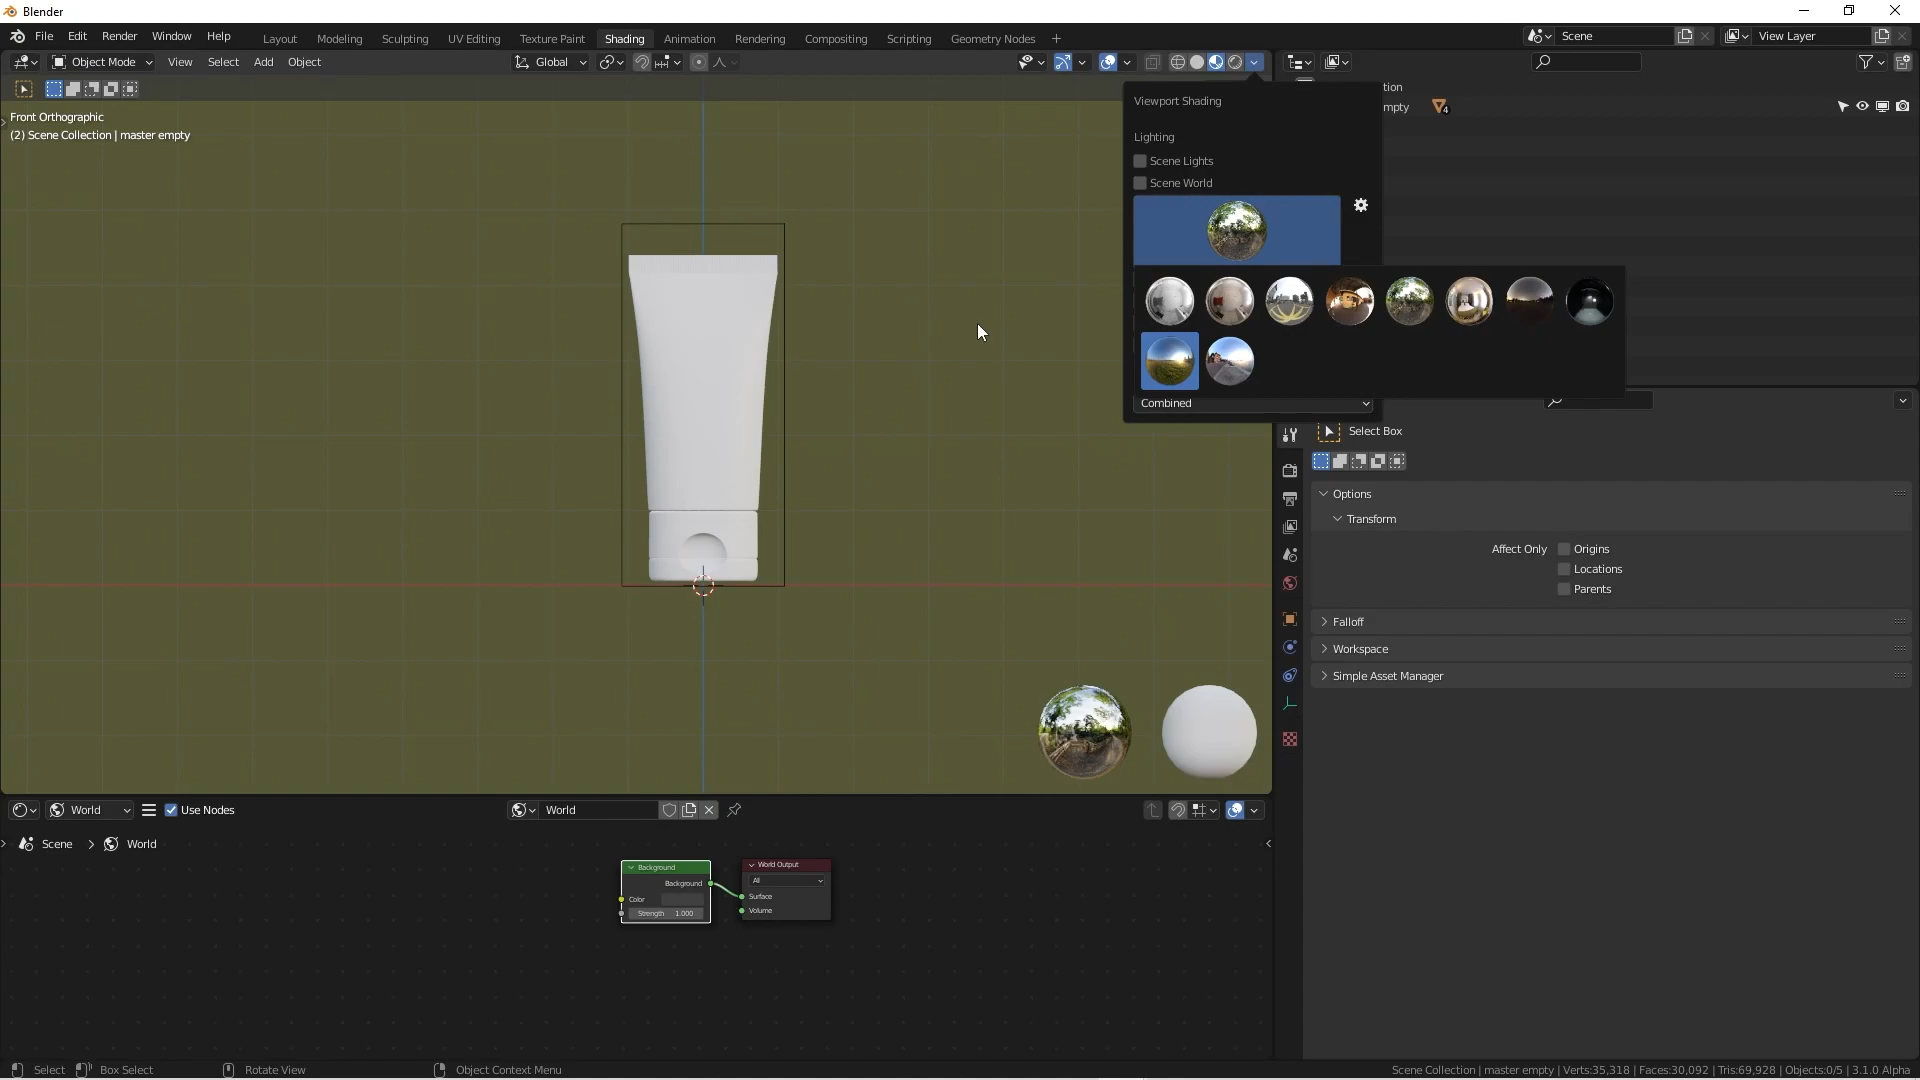 Blender
File Edit Render Window Help
Layout Modeling Sculpting UV Editing Texture Paint Shading Animation Rendering Compositing Scripting Geometry Nodes +
Scene
View Layer
Object Mode View Select Add Object
Global
Front Orthographic
(2) Scene Collection | master empty
Viewport Shading
Lighting
Scene Lights
Scene World
Combined
tion
mpty
Select Box
Options
Transform
Affect Only Origins
Locations
Parents
Falloff
Workspace
Simple Asset Manager
World Use Nodes
World
Scene > World
Background
Background
Color
Strength 1.000
World Output
All
Surface
Volume
Select Box Select Rotate View Object Context Menu
Scene Collection | master empty | Verts:35,318 | Faces:30,092 | Tris:69,928 | Objects:0/5 | 3.1.0 Alpha